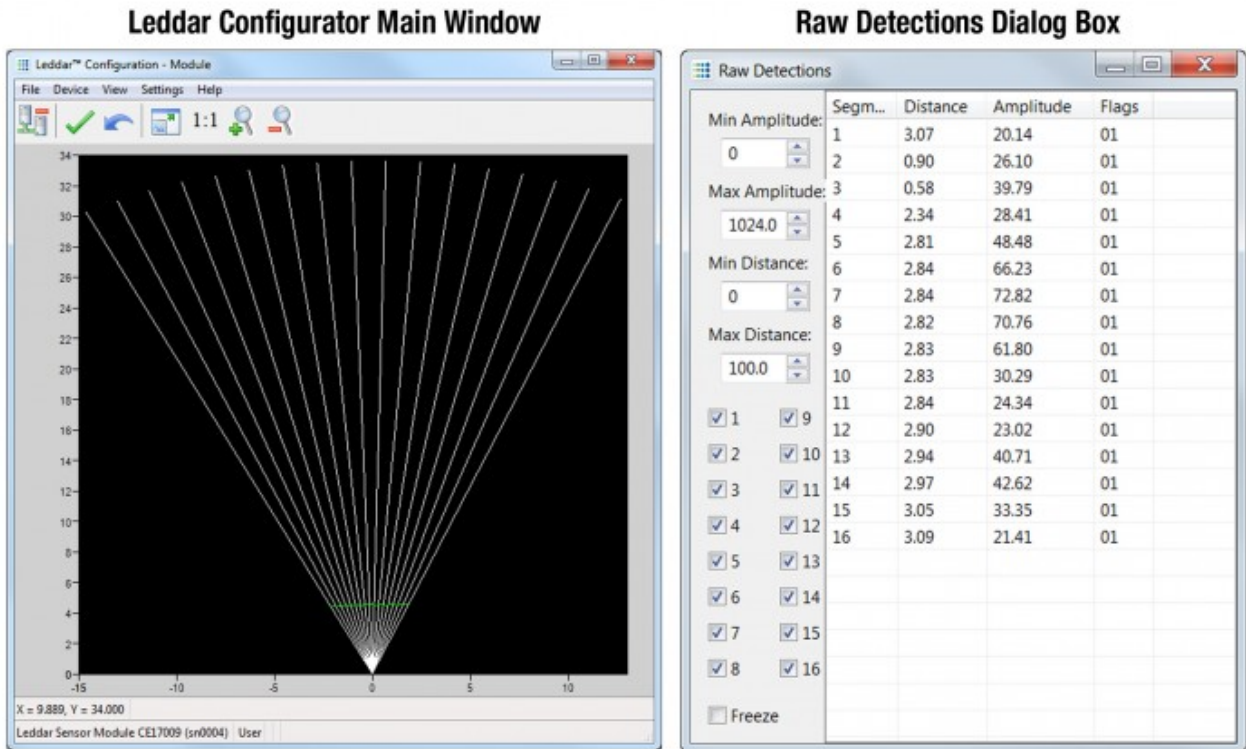 Leddar Configurator Main Window
Leddar™ Configuration - Module
File Device View Settings Help
1:1
34
32
30
28
26
24
22
20
18
16
14
12
10
8
6
4
2
0
-15 -10 -5 0 5 10
X = 9.889, Y = 34.000
Leddar Sensor Module CE17009 (sn0004) User
Raw Detections Dialog Box
Raw Detections
Min Amplitude:
0
Max Amplitude:
1024.0
Min Distance:
0
Max Distance:
100.0
1 9
2 10
3 11
4 12
5 13
6 14
7 15
8 16
Freeze
Segm... Distance Amplitude Flags
1 3.07 20.14 01
2 0.90 26.10 01
3 0.58 39.79 01
4 2.34 28.41 01
5 2.81 48.48 01
6 2.84 66.23 01
7 2.84 72.82 01
8 2.82 70.76 01
9 2.83 61.80 01
10 2.83 30.29 01
11 2.84 24.34 01
12 2.90 23.02 01
13 2.94 40.71 01
14 2.97 42.62 01
15 3.05 33.35 01
16 3.09 21.41 01